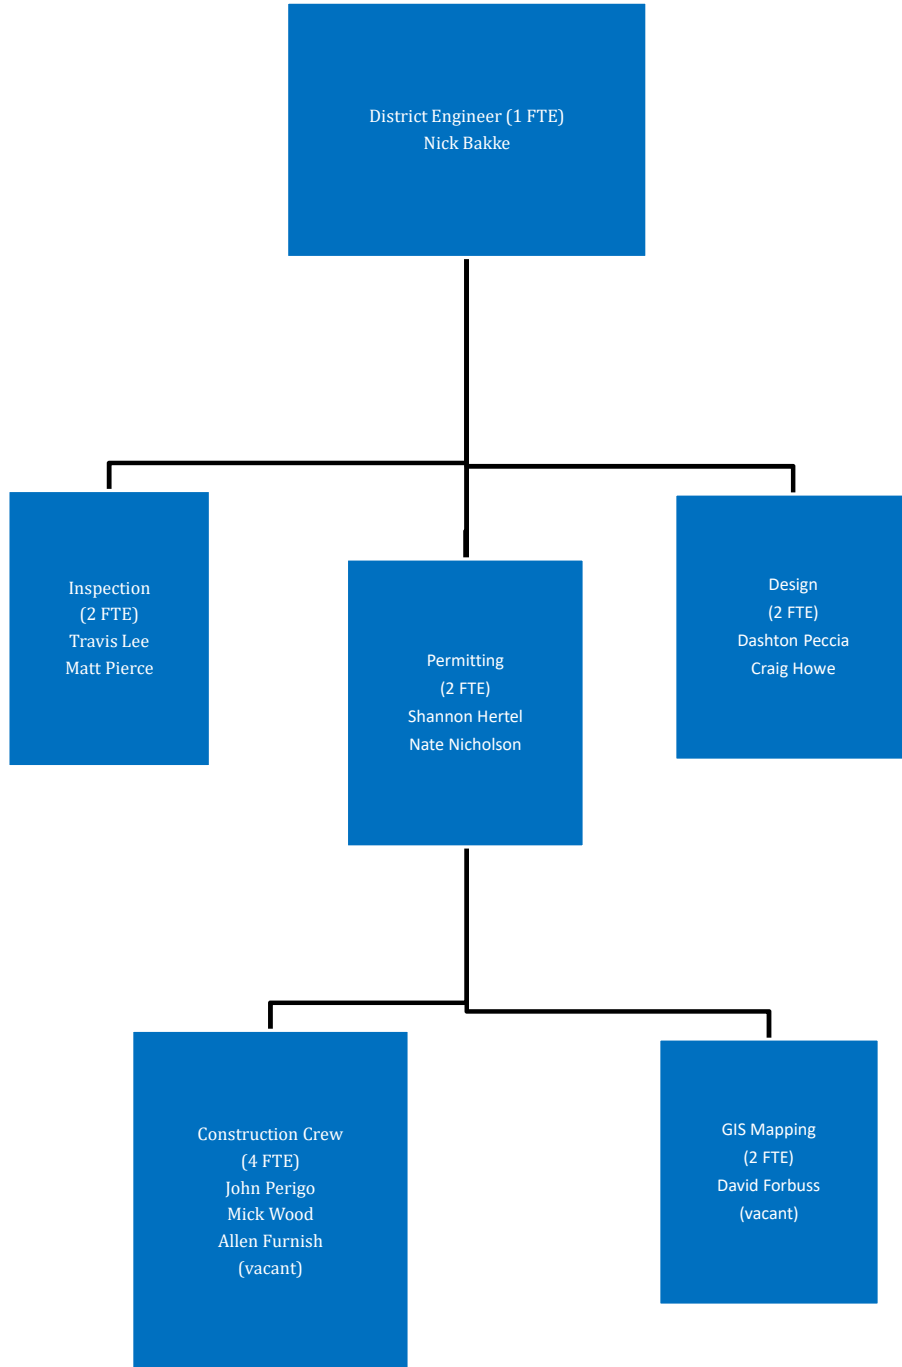 District Engineer (1 FTE)
Nick Bakke
Inspection
(2 FTE)
Travis Lee
Matt Pierce
Permitting
(2 FTE)
Shannon Hertel
Nate Nicholson
Design
(2 FTE)
Dashton Peccia
Craig Howe
Construction Crew
(4 FTE)
John Perigo
Mick Wood
Allen Furnish
(vacant)
GIS Mapping
(2 FTE)
David Forbuss
(vacant)